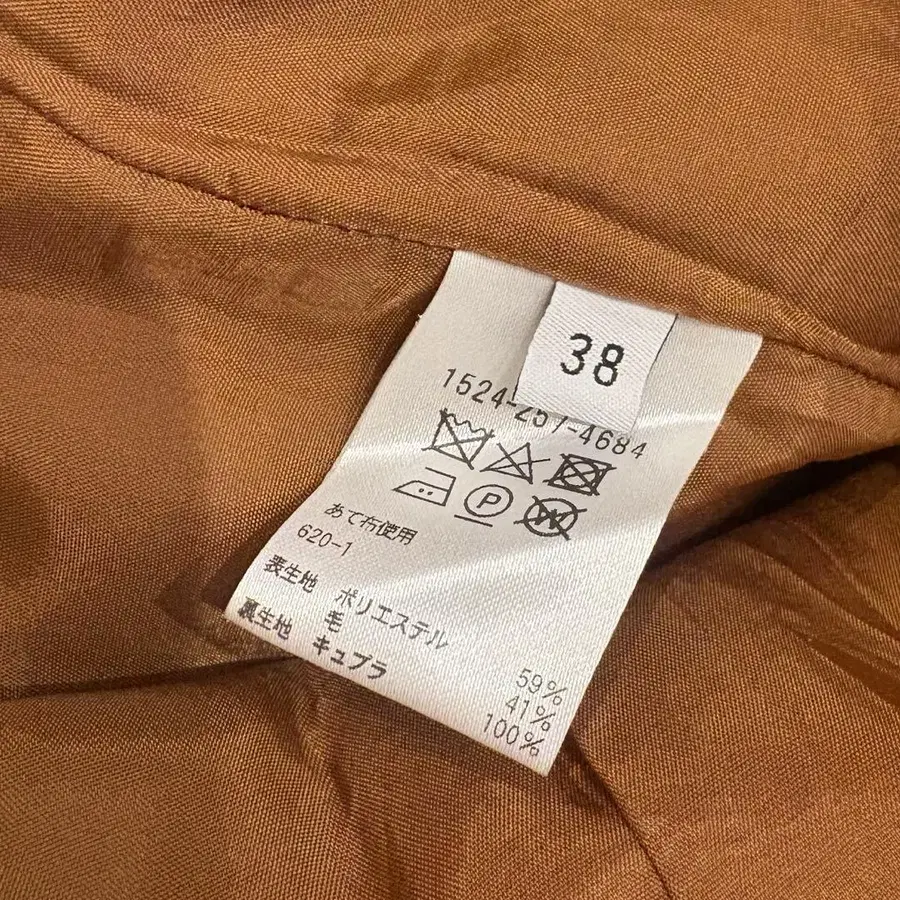 38
1524-257-4684
P
W
あて布使用
620-1
表生地 ポリエステル 59%
毛 41%
裏生地 キュプラ 100%